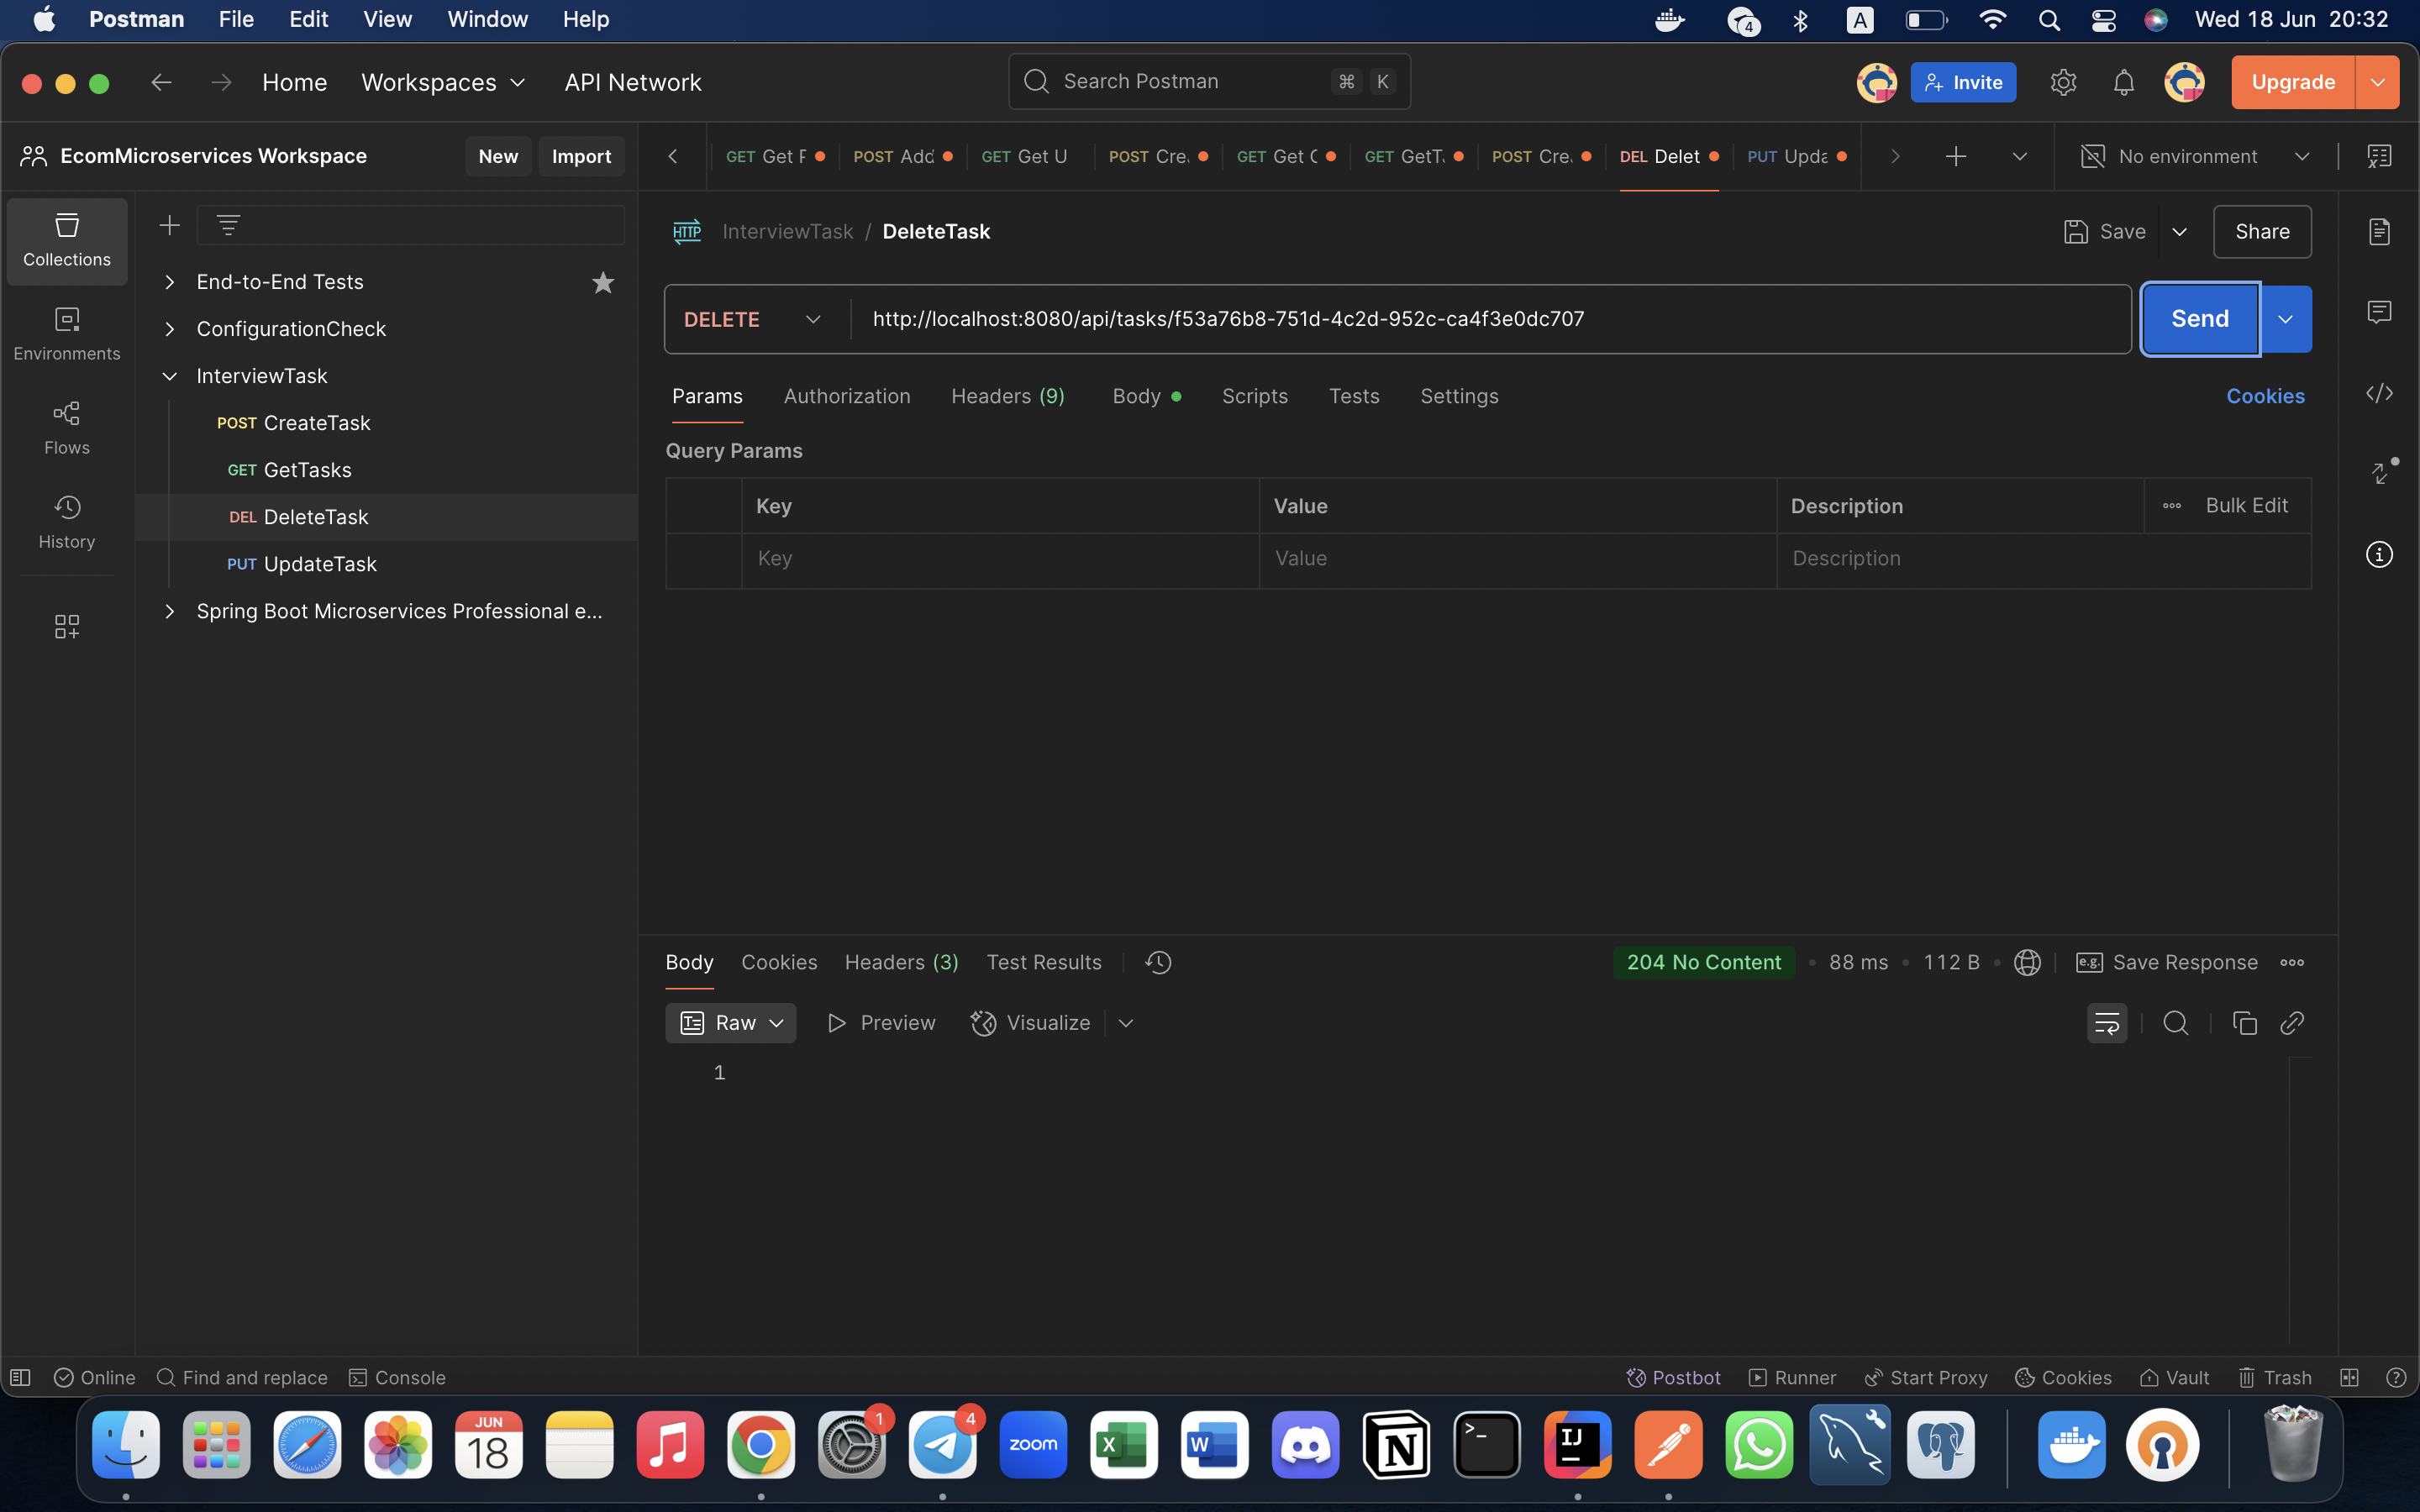 Postman File Edit View Window Help 4 A Wed 18 Jun 20:32
Home Workspaces API Network Search Postman ⌘ K Invite Upgrade
EcomMicroservices Workspace New Import GET Get P POST Add GET Get U POST Cre GET Get C GET GetT POST Cre DEL Delet PUT Upda No environment
Collections
Environments
Flows
History
End-to-End Tests
ConfigurationCheck
InterviewTask
POST CreateTask
GET GetTasks
DEL DeleteTask
PUT UpdateTask
Spring Boot Microservices Professional e...
HTTP InterviewTask / DeleteTask Save Share
DELETE http://localhost:8080/api/tasks/f53a76b8-751d-4c2d-952c-ca4f3e0dc707 Send
Params Authorization Headers (9) Body Scripts Tests Settings Cookies
Query Params
Key Value Description Bulk Edit
Key Value Description
Body Cookies Headers (3) Test Results 204 No Content 88 ms 112 B e.g. Save Response
Raw Preview Visualize
1
Online Find and replace Console Postbot Runner Start Proxy Cookies Vault Trash
JUN
18
1
4
zoom
X
W
N
>_
IJ